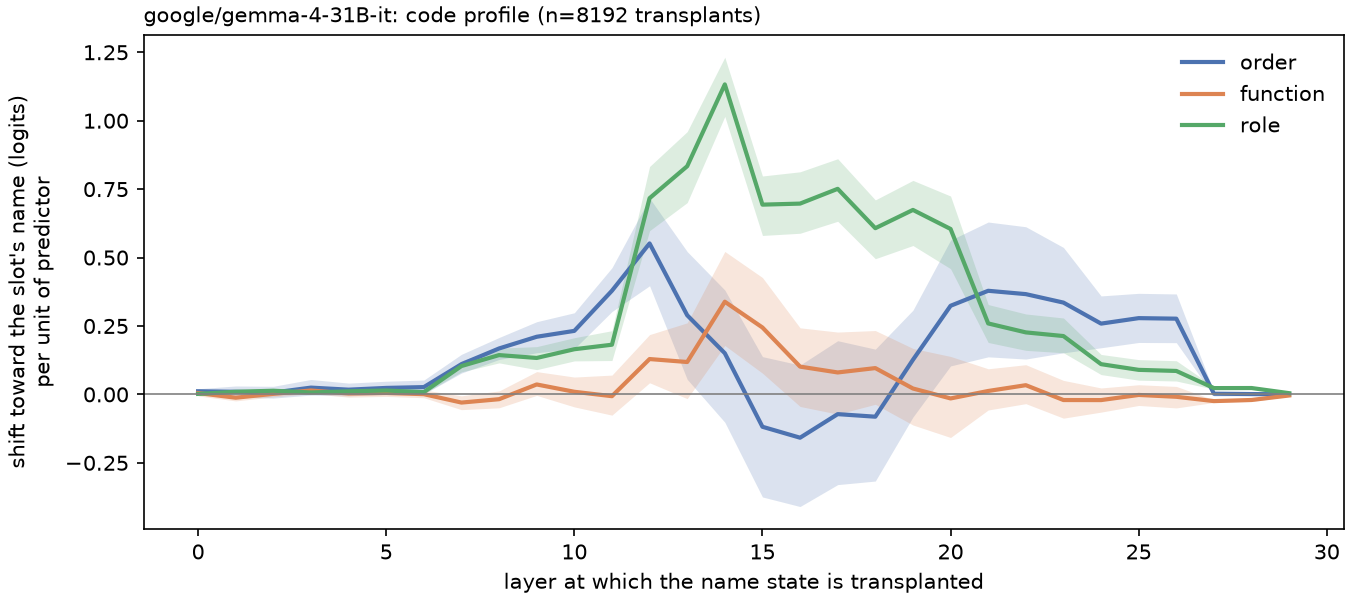 google/gemma-4-31B-it: code profile (n=8192 transplants)
shift toward the slot's name (logits)
per unit of predictor
1.25
1.00
0.75
0.50
0.25
0.00
−0.25
order
function
role
0 5 10 15 20 25 30
layer at which the name state is transplanted